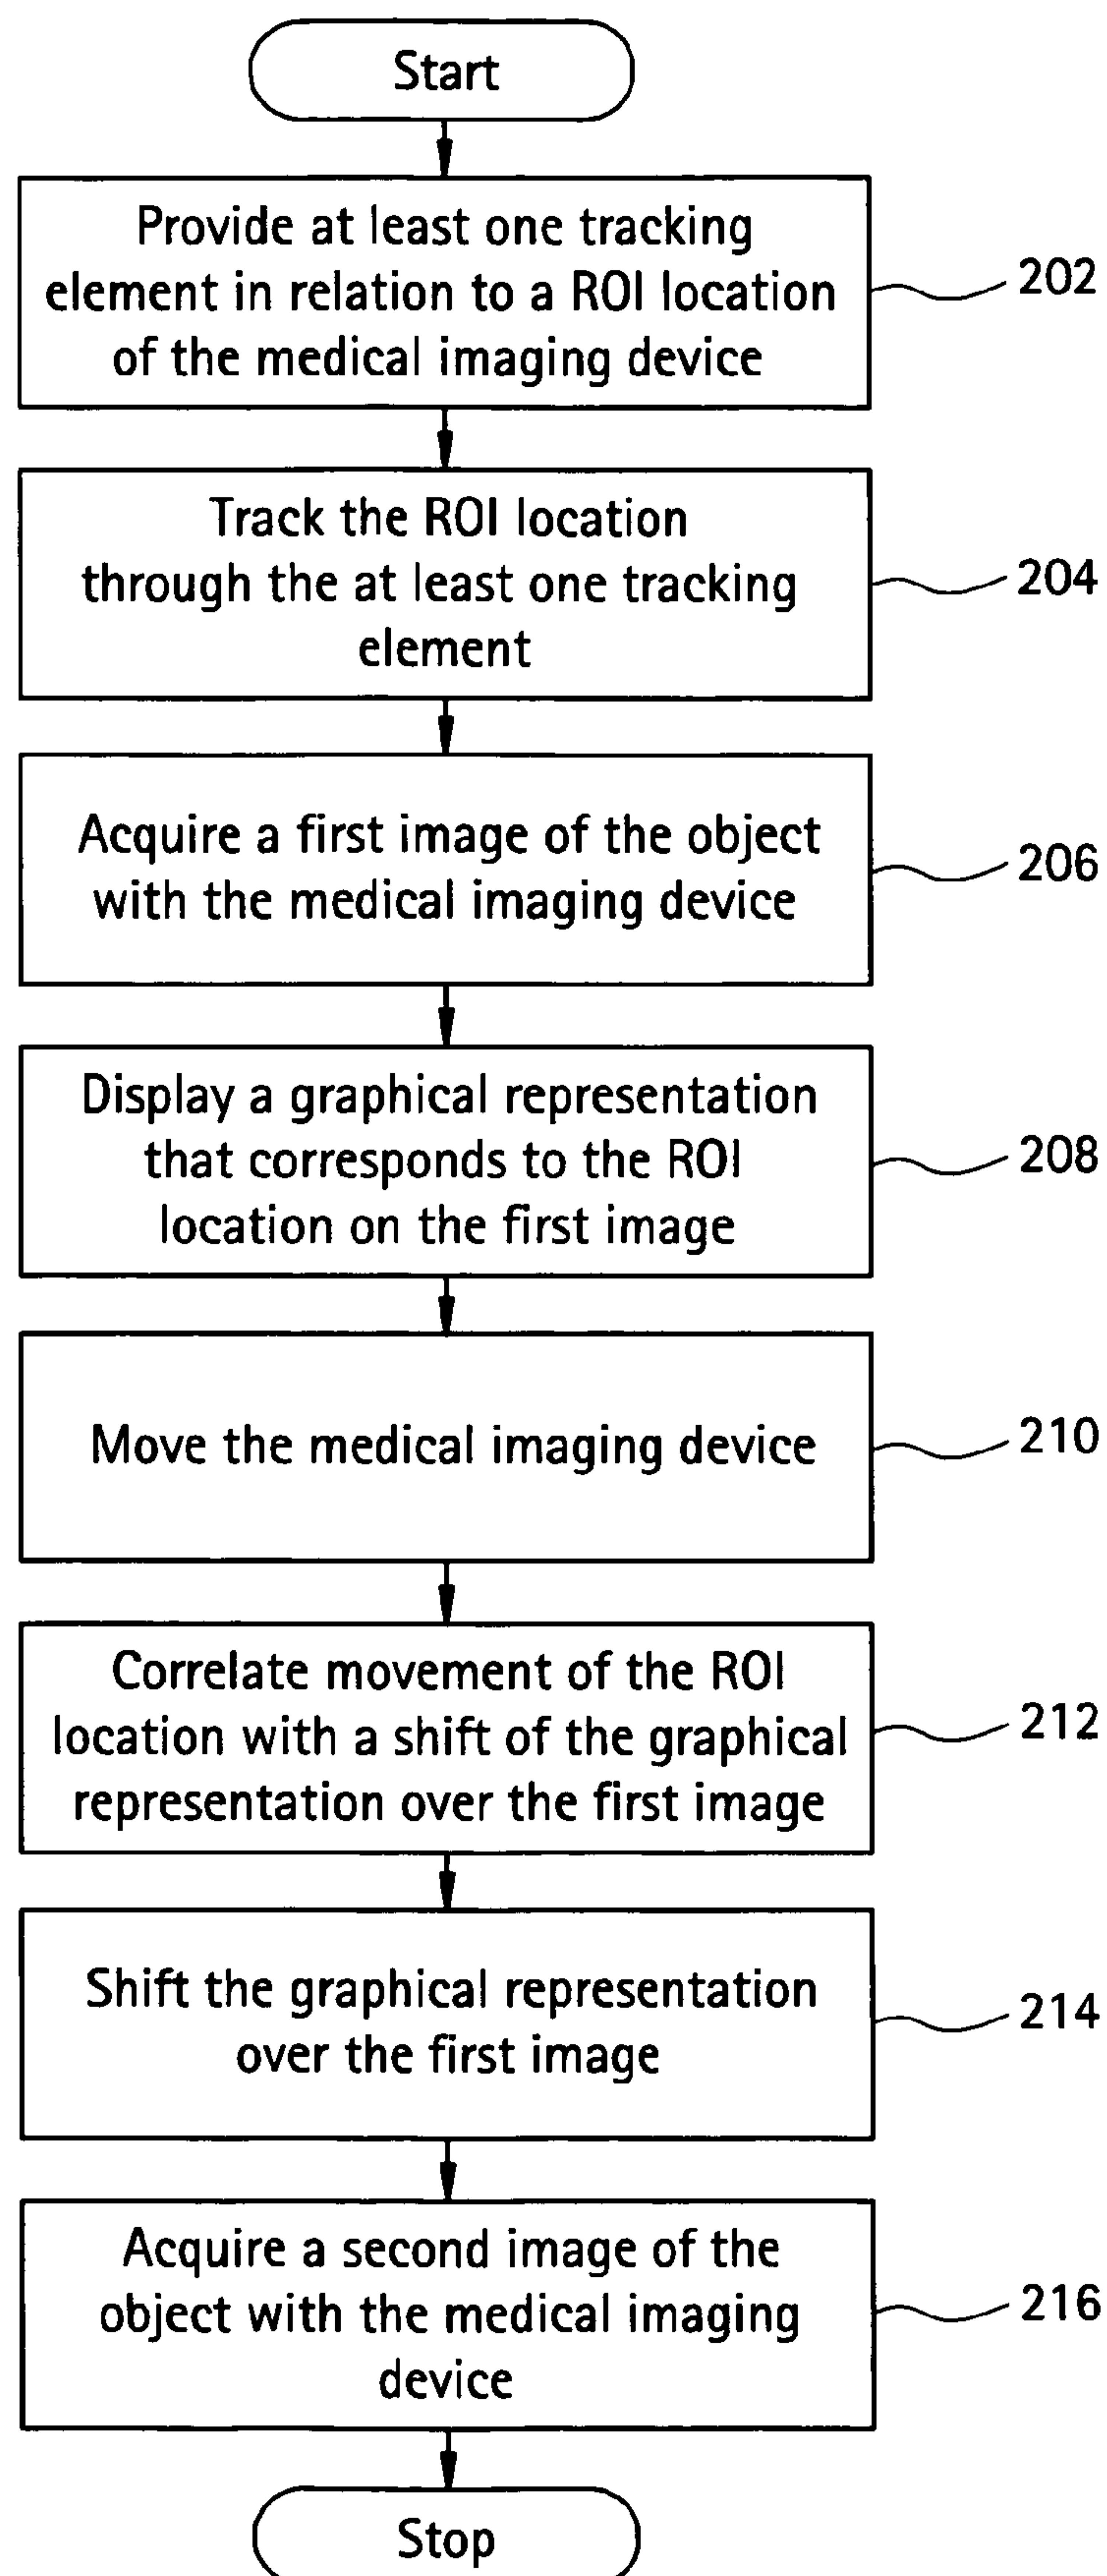 Start
Provide at least one tracking
element in relation to a ROI location
of the medical imaging device
202
Track the ROI location
through the at least one tracking
element
204
Acquire a first image of the object
with the medical imaging device
206
Display a graphical representation
that corresponds to the ROI
location on the first image
208
Move the medical imaging device
210
Correlate movement of the ROI
location with a shift of the graphical
representation over the first image
212
Shift the graphical representation
over the first image
214
Acquire a second image of the
object with the medical imaging
device
216
Stop